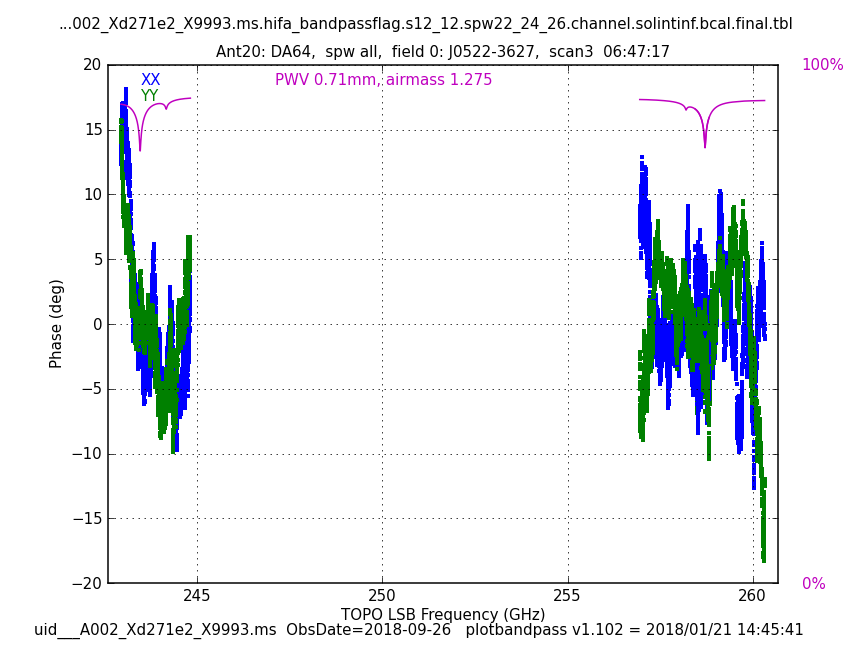 ...002_Xd271e2_X9993.ms.hifa_bandpassflag.s12_12.spw22_24_26.channel.solintinf.bcal.final.tbl
Ant20: DA64,  spw all,  field 0: J0522-3627,  scan3  06:47:17
20
100%
XX
PWV 0.71mm, airmass 1.275
YY
15
10
5
0
−5
−10
−15
−20
0%
Phase (deg)
245
250
255
260
TOPO LSB Frequency (GHz)
uid___A002_Xd271e2_X9993.ms  ObsDate=2018-09-26   plotbandpass v1.102 = 2018/01/21 14:45:41